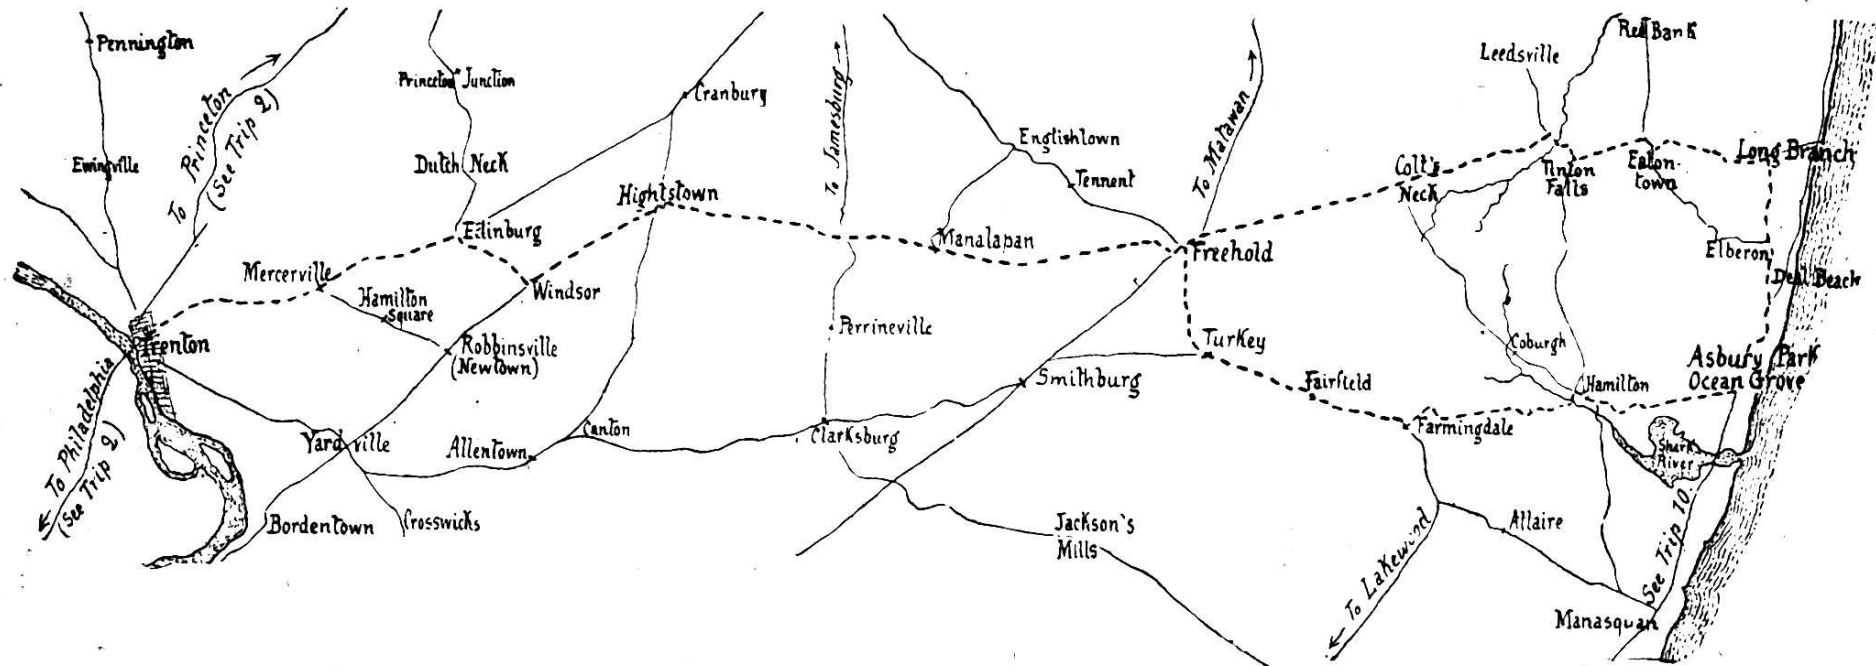 Pennington
Ewingville
To Princeton
(See Trip 2)
Princeton Junction
Dutch Neck
Cranbury
Edinburg
Hightstown
Mercerville
Hamilton
Square
Windsor
Robbinsville
(Newtown)
Trenton
To Philadelphia
(See Trip 2)
Yardville
Allentown
Canton
Bordentown
Crosswicks
To Jamesburg
Perrineville
Clarksburg
Englishtown
Tennent
Manalapan
To Matawan
Freehold
Turkey
Smithburg
Jackson's
Mills
Leedsville
Red Bank
Colt's
Neck
Tinton
Falls
Eaton-
town
Long Branch
Elberon
Deal Beach
Coburgh
Asbury Park
Ocean Grove
Fairfield
Hamilton
Farmingdale
Shark
River
Allaire
To Lakewood
See Trip 10.
Manasquan